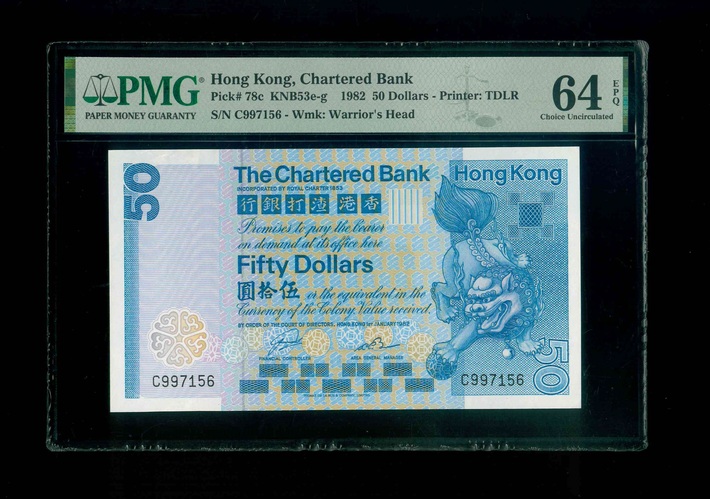 PMG
PAPER MONEY GUARANTY
Hong Kong, Chartered Bank
Pick# 78c KNB53e-g 1982 50 Dollars - Printer: TDLR
S/N C997156 - Wmk: Warrior's Head
64 EPQ
Choice Uncirculated
50
The Chartered Bank
Hong Kong
INCORPORATED BY ROYAL CHARTER 1853
行銀打渣港香
Promises to pay the bearer
on demand at its office here
Fifty Dollars
圓拾伍 or the equivalent in the
Currency of the Colony, Value received.
BY ORDER OF THE COURT OF DIRECTORS, HONG KONG 1ST JANUARY 1982
FINANCIAL CONTROLLER AREA GENERAL MANAGER
C997156
C997156
50